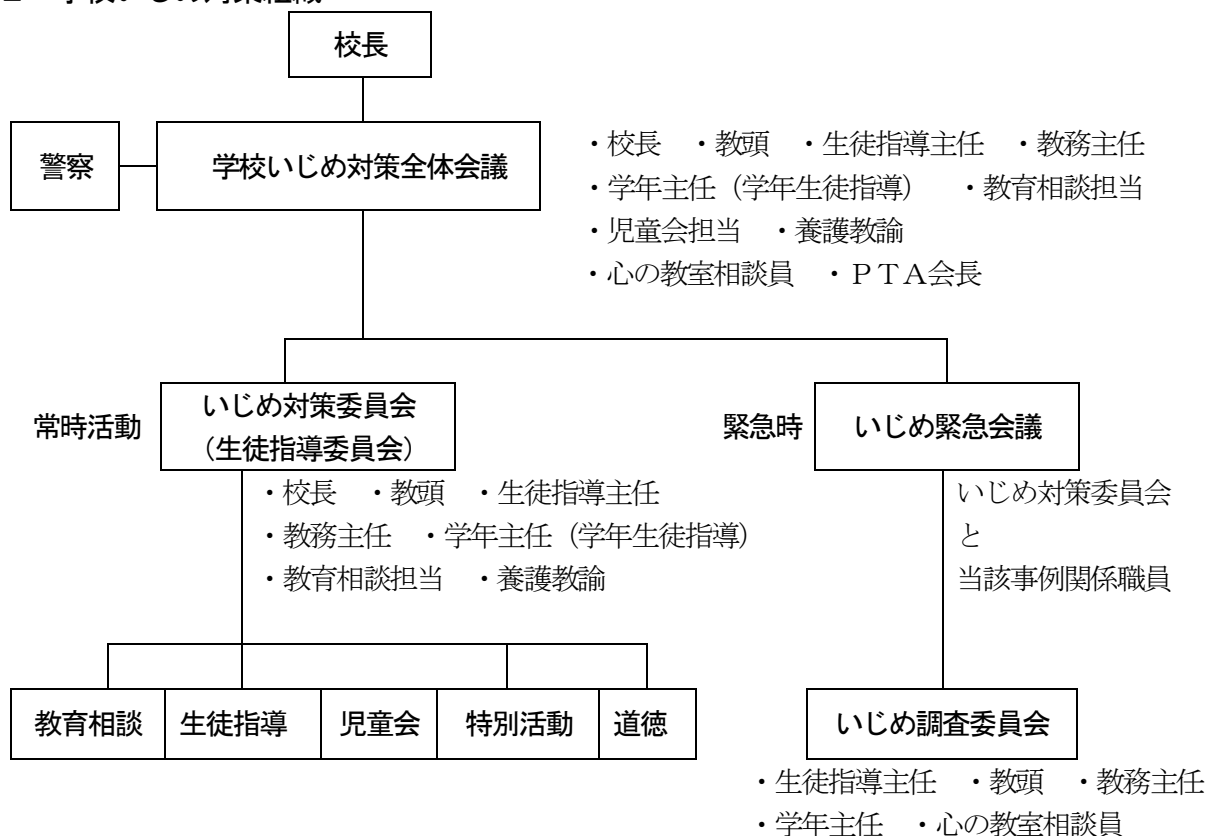 校長
警察
学校いじめ対策全体会議
・校長　・教頭　・生徒指導主任　・教務主任
・学年主任（学年生徒指導）　・教育相談担当
・児童会担当　・養護教諭
・心の教室相談員　・ＰＴＡ会長
常時活動
いじめ対策委員会
（生徒指導委員会）
・校長　・教頭　・生徒指導主任
・教務主任　・学年主任（学年生徒指導）
・教育相談担当　・養護教諭
緊急時
いじめ緊急会議
いじめ対策委員会
と
当該事例関係職員
教育相談
生徒指導
児童会
特別活動
道徳
いじめ調査委員会
・生徒指導主任　・教頭　・教務主任
・学年主任　・心の教室相談員